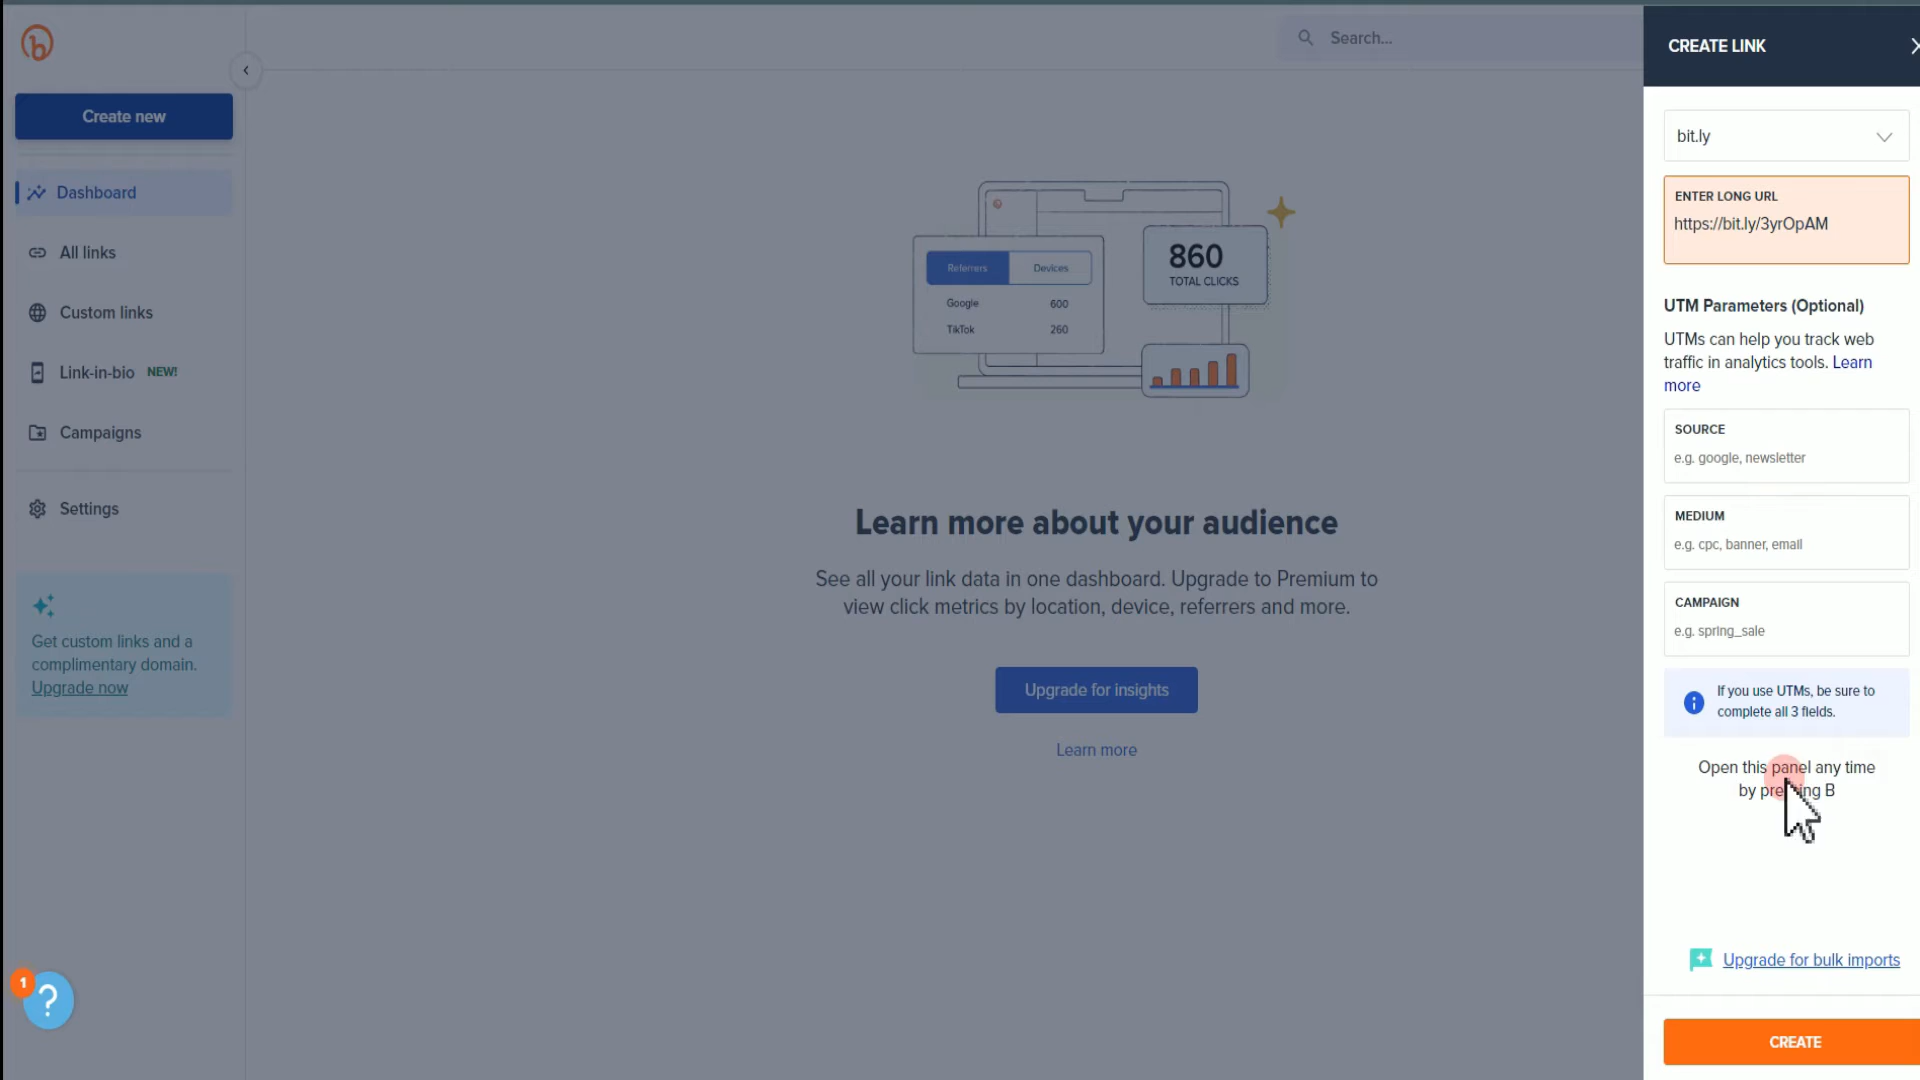 Search...
Create new
Dashboard
All links
Custom links
Link-in-bio NEW!
Campaigns
Settings
Get custom links and a
complimentary domain.
Upgrade now
1
?
Referrers Devices
Google 600
TikTok 260
860
TOTAL CLICKS
Learn more about your audience
See all your link data in one dashboard. Upgrade to Premium to
view click metrics by location, device, referrers and more.
Upgrade for insights
Learn more
CREATE LINK
bit.ly
ENTER LONG URL
https://bit.ly/3yrOpAM
UTM Parameters (Optional)
UTMs can help you track web
traffic in analytics tools. Learn
more
SOURCE
e.g. google, newsletter
MEDIUM
e.g. cpc, banner, email
CAMPAIGN
e.g. spring_sale
If you use UTMs, be sure to
complete all 3 fields.
Open this panel any time
by pressing B
Upgrade for bulk imports
CREATE